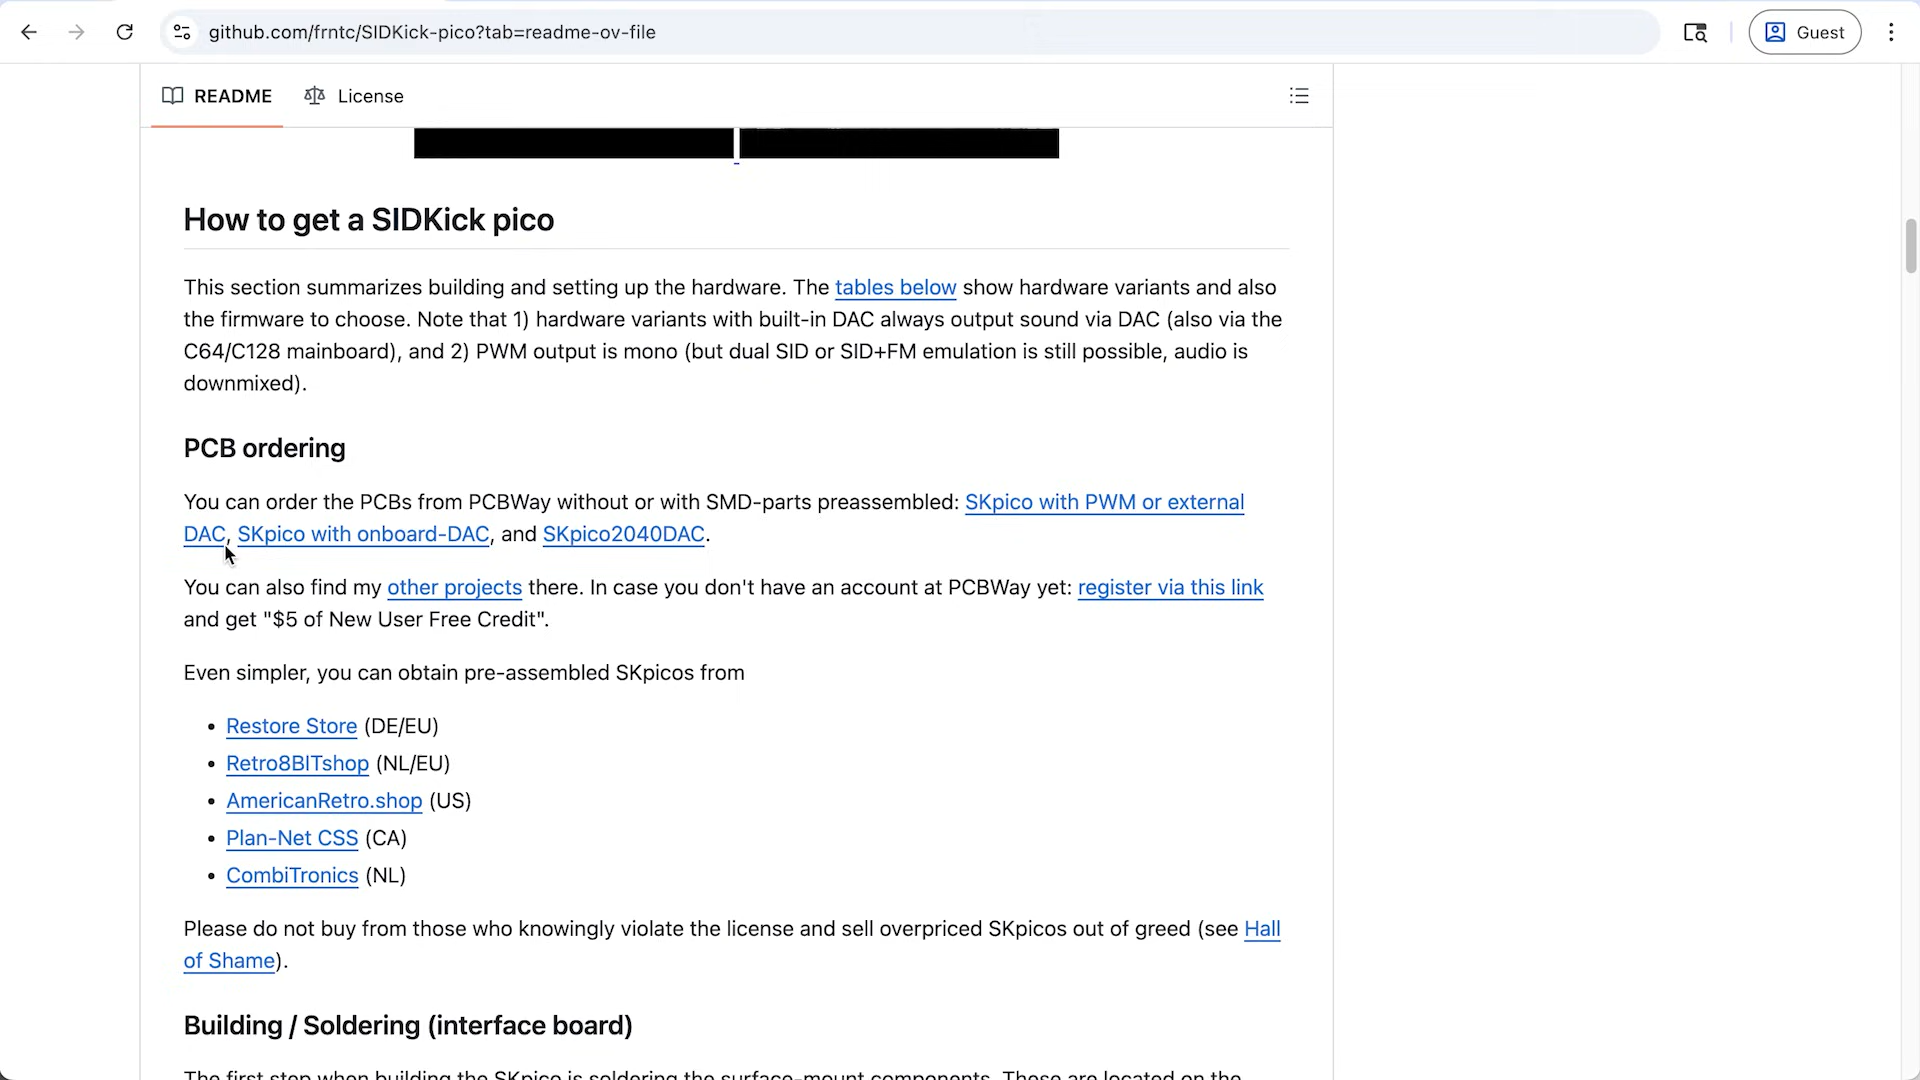 github.com/frntc/SIDKick-pico?tab=readme-ov-file
Guest
README
License
How to get a SIDKick pico
This section summarizes building and setting up the hardware. The tables below show hardware variants and also
the firmware to choose. Note that 1) hardware variants with built-in DAC always output sound via DAC (also via the
C64/C128 mainboard), and 2) PWM output is mono (but dual SID or SID+FM emulation is still possible, audio is
downmixed).
PCB ordering
You can order the PCBs from PCBWay without or with SMD-parts preassembled: SKpico with PWM or external
DAC, SKpico with onboard-DAC, and SKpico2040DAC.
You can also find my other projects there. In case you don't have an account at PCBWay yet: register via this link
and get "$5 of New User Free Credit".
Even simpler, you can obtain pre-assembled SKpicos from
• Restore Store (DE/EU)
• Retro8BITshop (NL/EU)
• AmericanRetro.shop (US)
• Plan-Net CSS (CA)
• CombiTronics (NL)
Please do not buy from those who knowingly violate the license and sell overpriced SKpicos out of greed (see Hall
of Shame).
Building / Soldering (interface board)
The first step when building the SKpico is soldering the surface-mount components. These are located on the